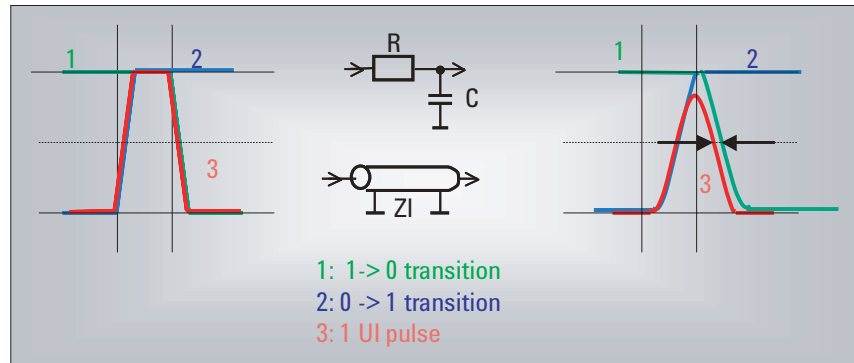 1
2
3
R
C
ZI
1
2
3
1: 1-> 0 transition
2: 0 -> 1 transition
3: 1 UI pulse